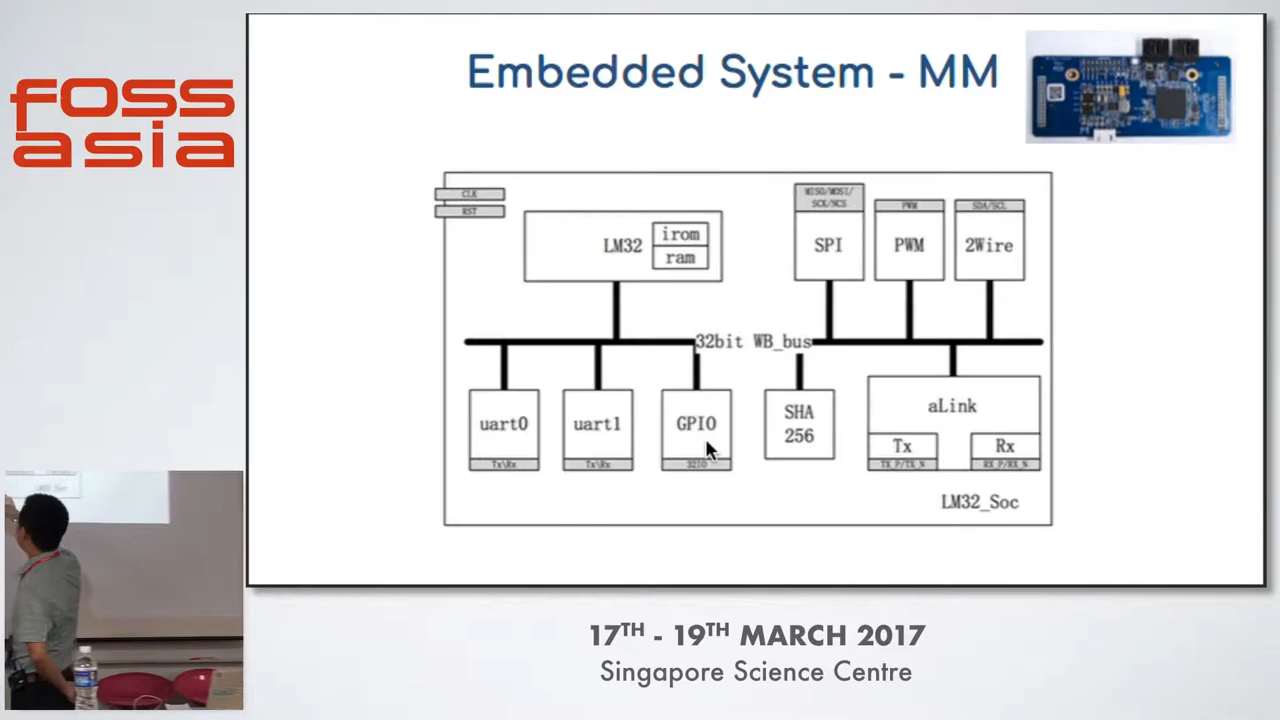 foss
asia
Embedded System - MM
CLK
RST
LM32
irom
ram
MISO/MOSI/
SCK/NCS
SPI
PWM
PWM
SDA/SCL
2Wire
32bit WB_bus
uart0
Tx\Rx
uart1
Tx\Rx
GPIO
32IO
SHA
256
aLink
Tx
TX_P/TX_N
Rx
RX_P/RX_N
LM32_Soc
17TH - 19TH MARCH 2017
Singapore Science Centre